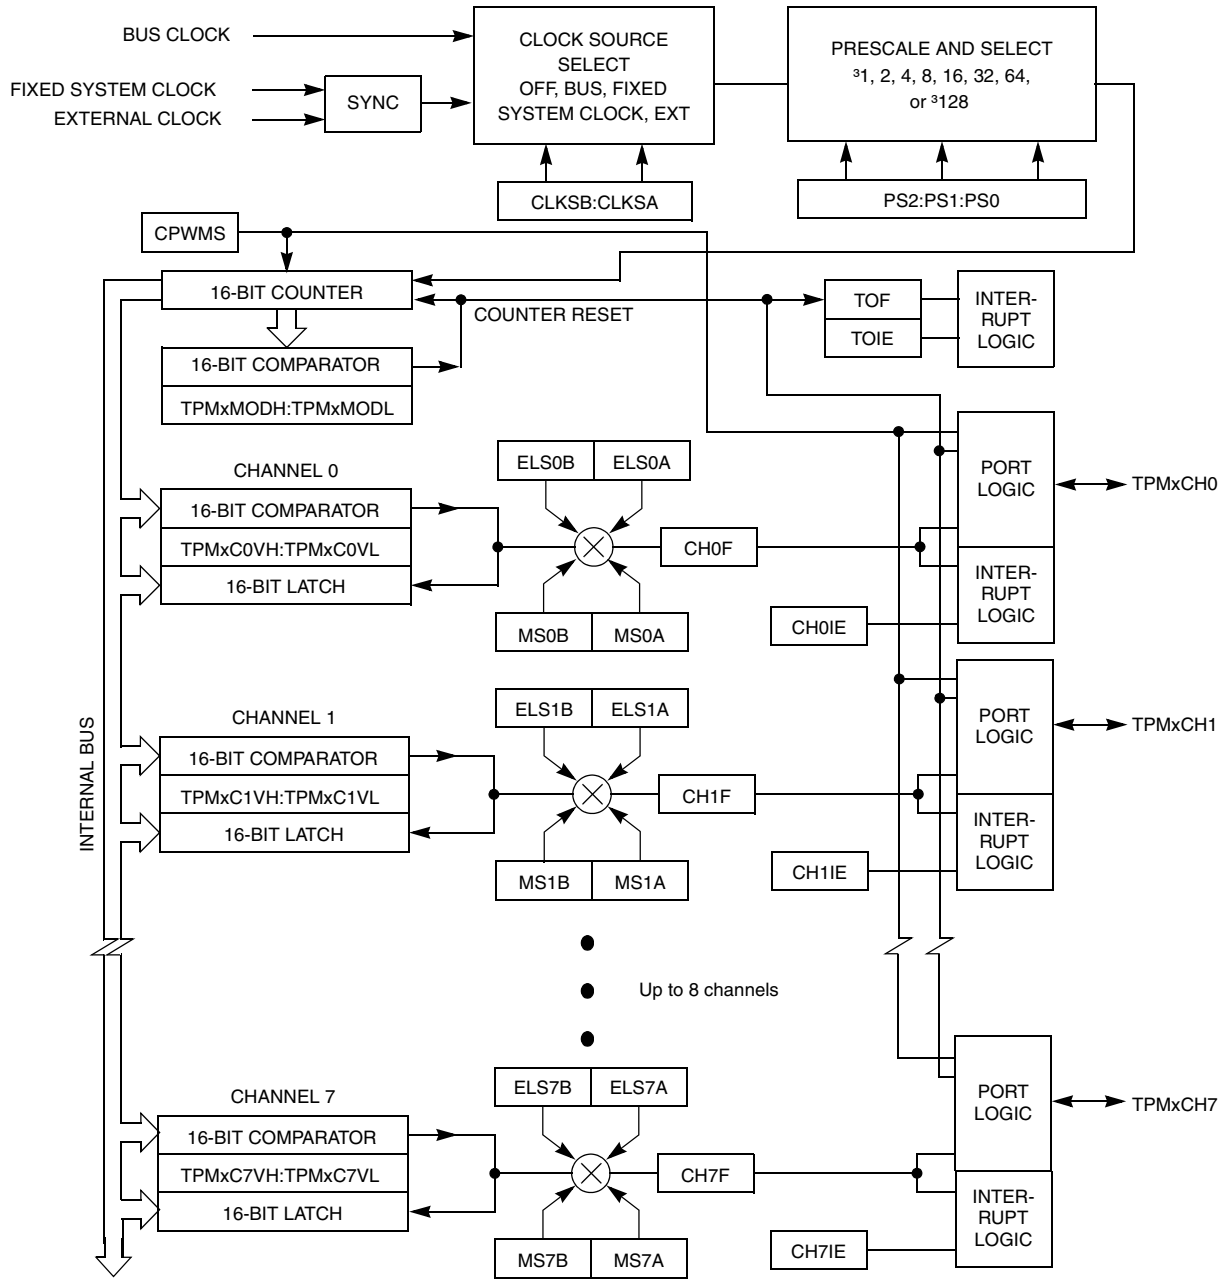 BUS CLOCK
FIXED SYSTEM CLOCK
EXTERNAL CLOCK
SYNC
CLOCK SOURCE
SELECT
OFF, BUS, FIXED
SYSTEM CLOCK, EXT
PRESCALE AND SELECT
³1, 2, 4, 8, 16, 32, 64,
or ³128
CLKSB:CLKSA
PS2:PS1:PS0
CPWMS
16-BIT COUNTER
COUNTER RESET
TOF
TOIE
INTER-
RUPT
LOGIC
16-BIT COMPARATOR
TPMxMODH:TPMxMODL
CHANNEL 0
16-BIT COMPARATOR
TPMxC0VH:TPMxC0VL
16-BIT LATCH
ELS0B
ELS0A
MS0B
MS0A
CH0F
CH0IE
PORT
LOGIC
INTER-
RUPT
LOGIC
TPMxCH0
INTERNAL BUS
CHANNEL 1
16-BIT COMPARATOR
TPMxC1VH:TPMxC1VL
16-BIT LATCH
ELS1B
ELS1A
MS1B
MS1A
CH1F
CH1IE
PORT
LOGIC
INTER-
RUPT
LOGIC
TPMxCH1
Up to 8 channels
CHANNEL 7
16-BIT COMPARATOR
TPMxC7VH:TPMxC7VL
16-BIT LATCH
ELS7B
ELS7A
MS7B
MS7A
CH7F
CH7IE
PORT
LOGIC
INTER-
RUPT
LOGIC
TPMxCH7